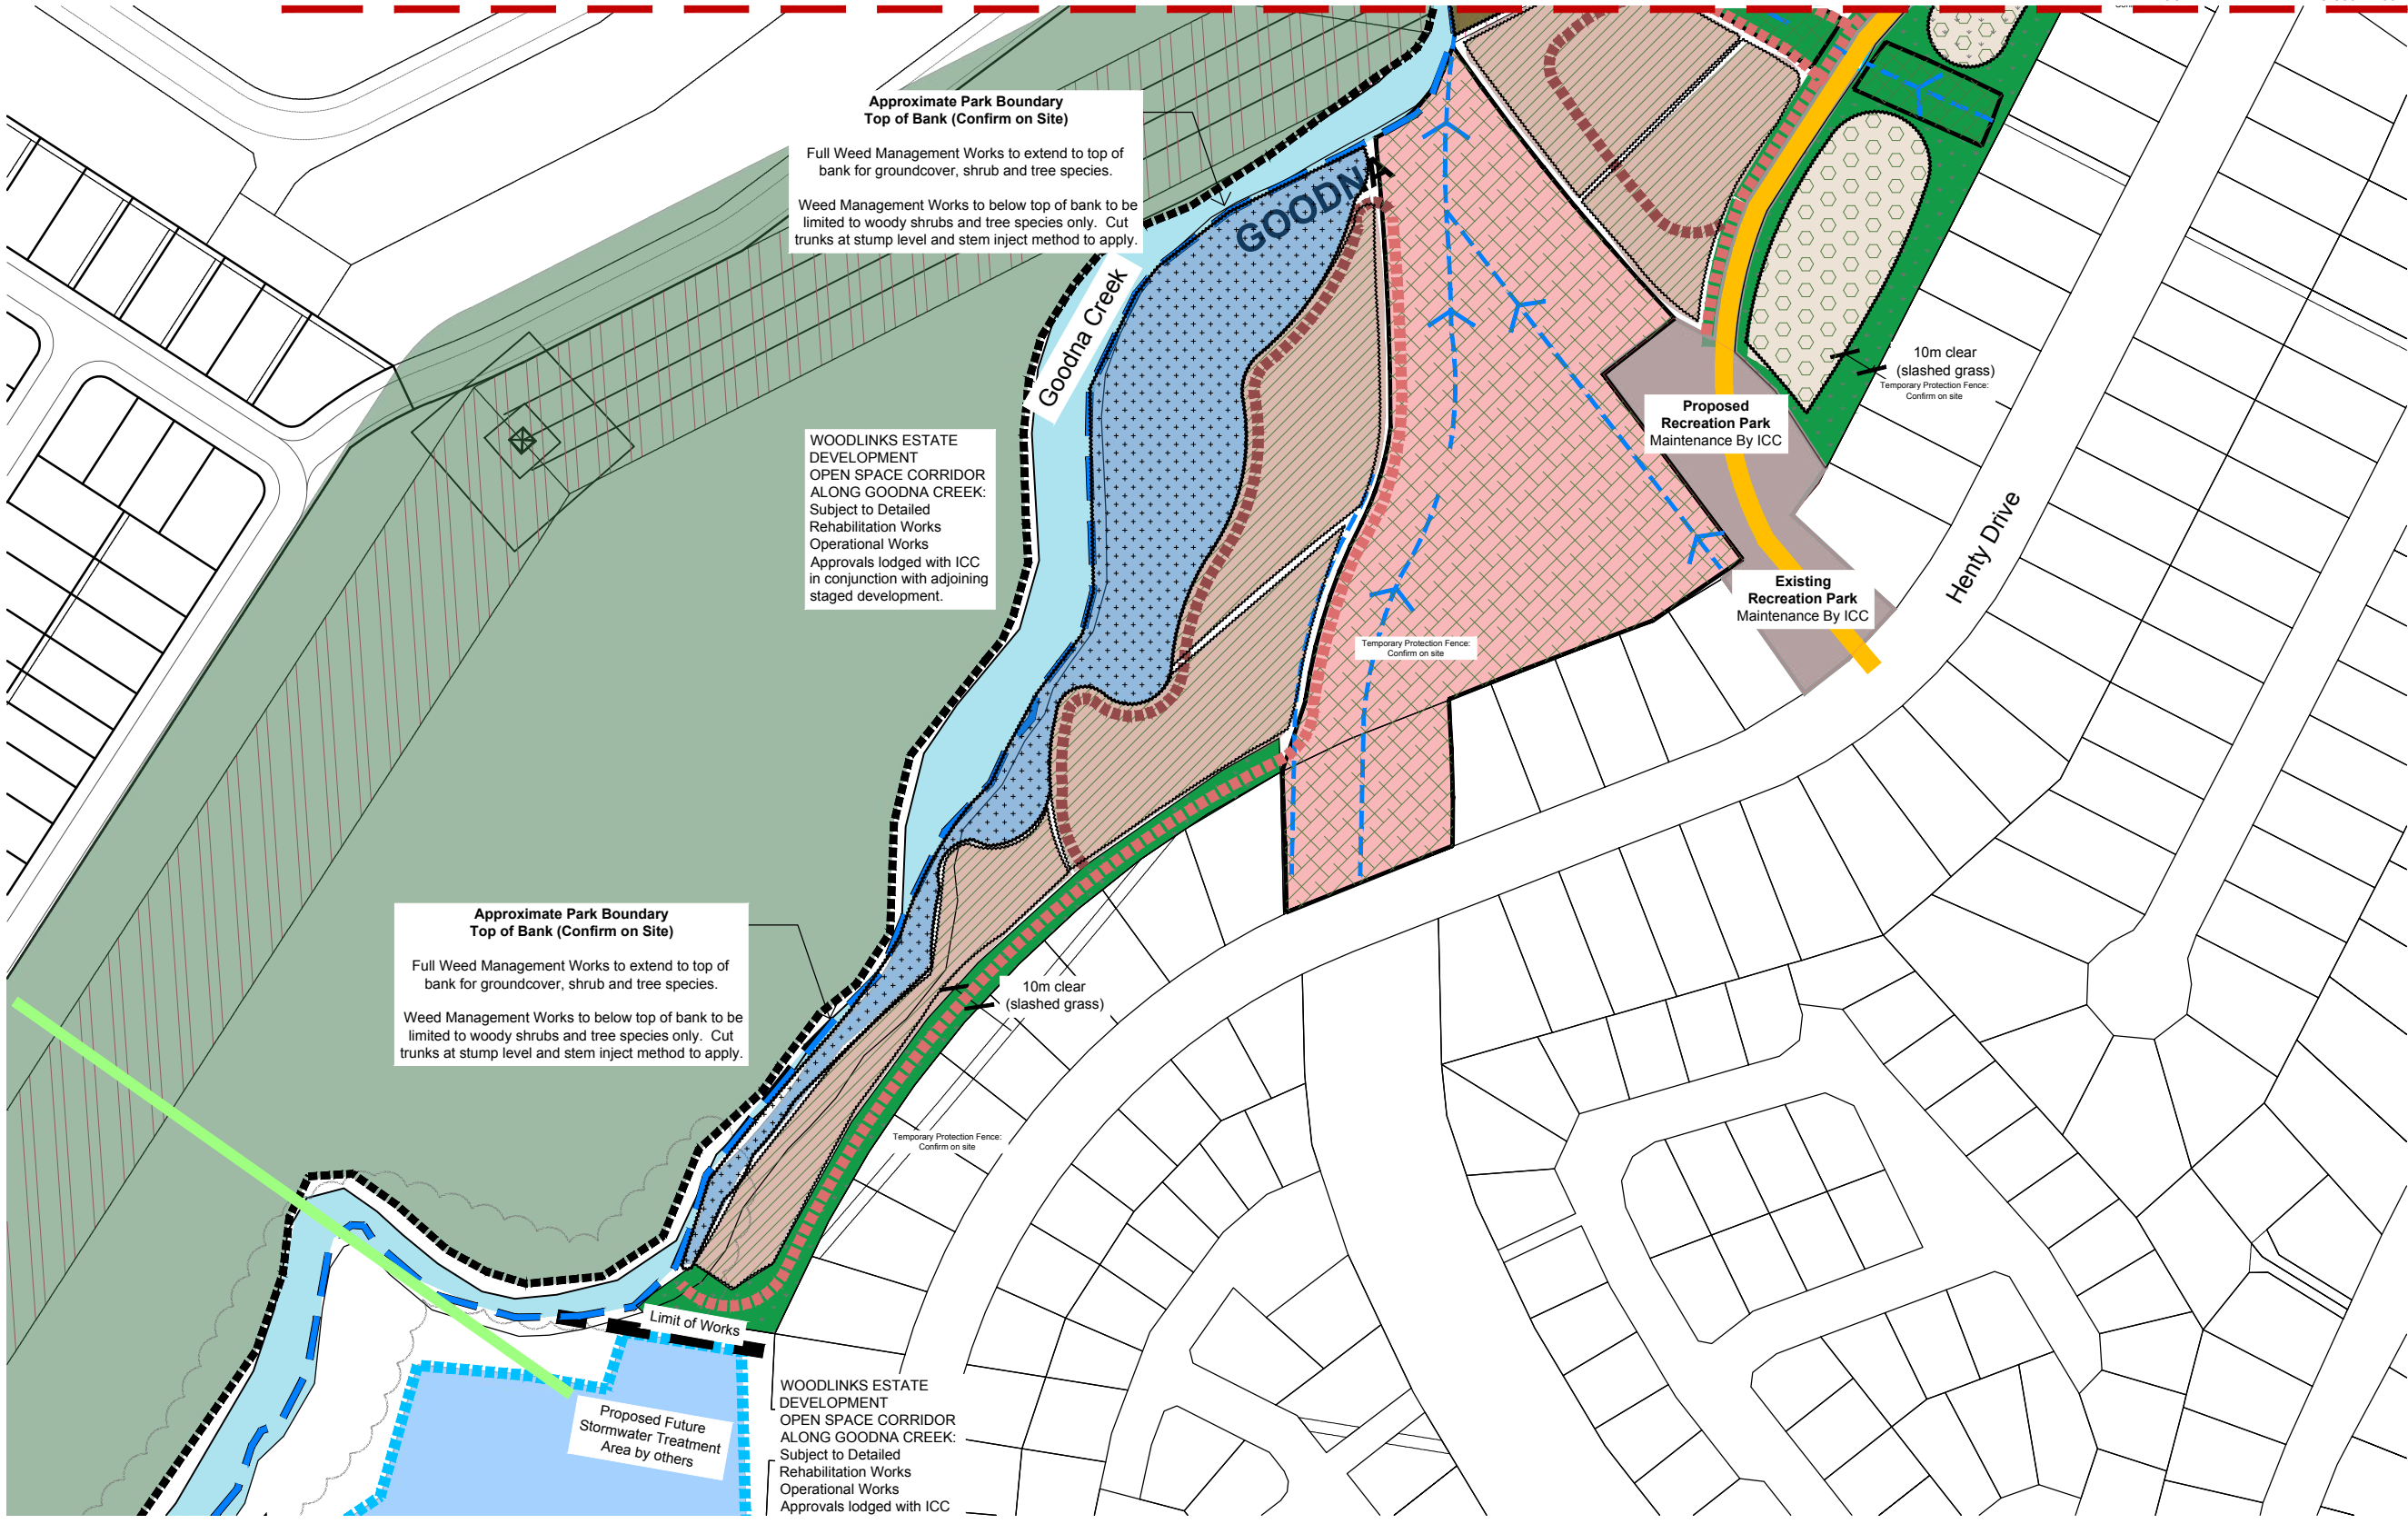 Approximate Park Boundary
Top of Bank (Confirm on Site)
Full Weed Management Works to extend to top of
bank for groundcover, shrub and tree species.
Weed Management Works to below top of bank to be
limited to woody shrubs and tree species only. Cut
trunks at stump level and stem inject method to apply.
GOODNA
Goodna Creek
10m clear
(slashed grass)
Temporary Protection Fence:
Confirm on site
Proposed
Recreation Park
Maintenance By ICC
WOODLINKS ESTATE
DEVELOPMENT
OPEN SPACE CORRIDOR
ALONG GOODNA CREEK:
Subject to Detailed
Rehabilitation Works
Operational Works
Approvals lodged with ICC
in conjunction with adjoining
staged development.
Henty Drive
Existing
Recreation Park
Maintenance By ICC
Temporary Protection Fence:
Confirm on site
Approximate Park Boundary
Top of Bank (Confirm on Site)
Full Weed Management Works to extend to top of
bank for groundcover, shrub and tree species.
Weed Management Works to below top of bank to be
limited to woody shrubs and tree species only. Cut
trunks at stump level and stem inject method to apply.
10m clear
(slashed grass)
Temporary Protection Fence:
Confirm on site
Limit of Works
Proposed Future
Stormwater Treatment
Area by others
WOODLINKS ESTATE
DEVELOPMENT
OPEN SPACE CORRIDOR
ALONG GOODNA CREEK:
Subject to Detailed
Rehabilitation Works
Operational Works
Approvals lodged with ICC